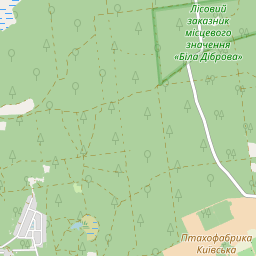 Лісовий
заказник
місцевого
значення
«Біла Діброва»
Птахофабрика
Київська